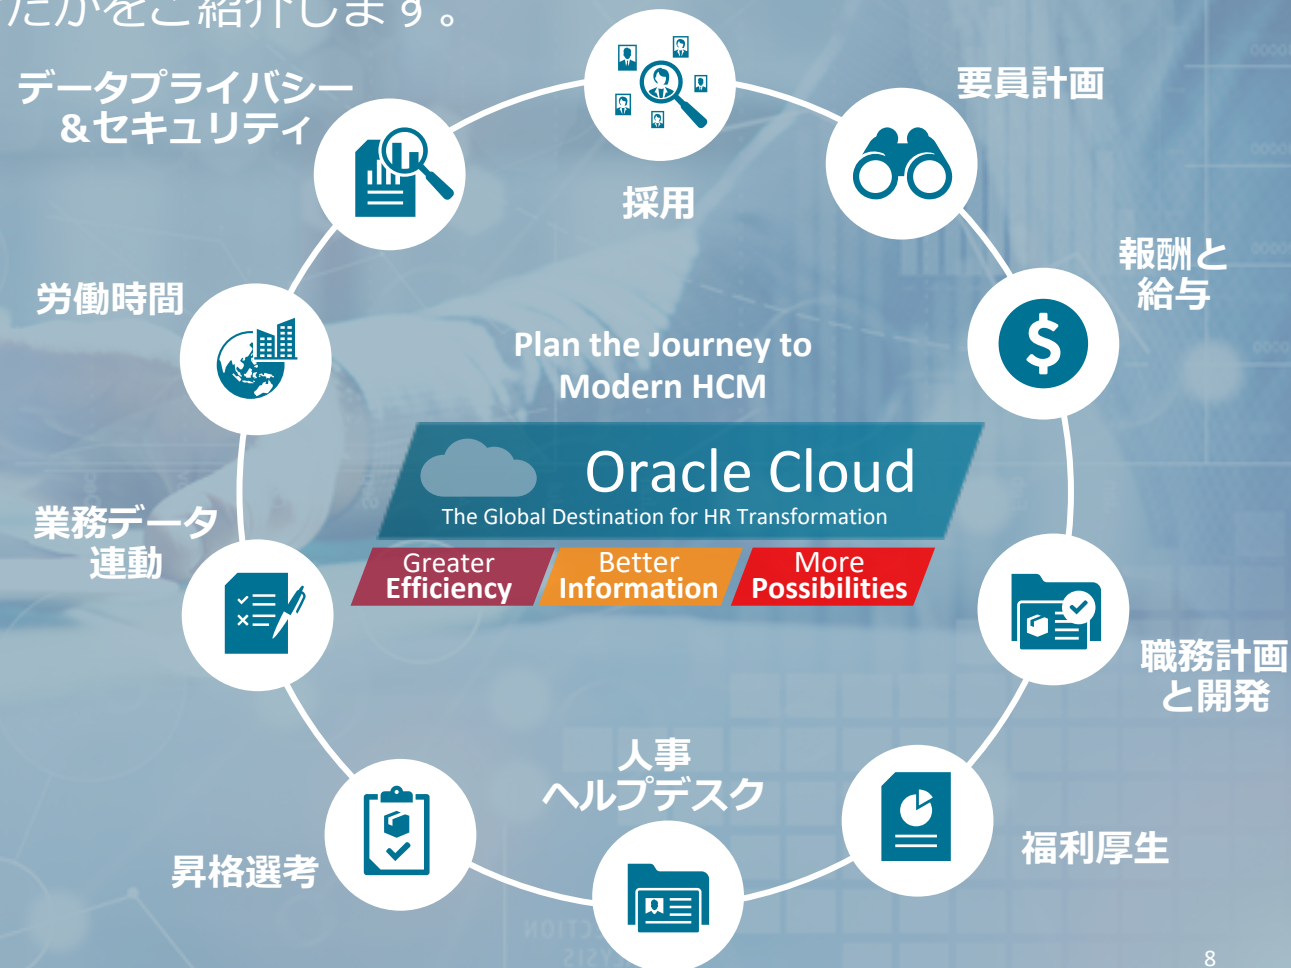 たかをご紹介します。
データプライバシー
&セキュリティ
採用
要員計画
報酬と
給与
労働時間
Plan the Journey to
Modern HCM
Oracle Cloud
The Global Destination for HR Transformation
Greater
Efficiency
Better
Information
More
Possibilities
業務データ
連動
職務計画
と開発
人事
ヘルプデスク
福利厚生
昇格選考
8